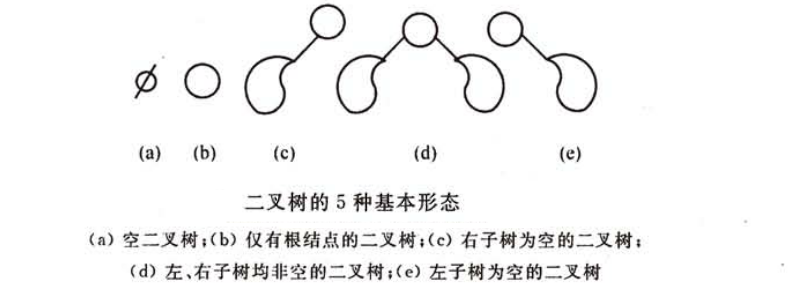 (a) (b) (c) (d) (e)
二叉树的 5 种基本形态
(a) 空二叉树;(b) 仅有根结点的二叉树;(c) 右子树为空的二叉树;
(d) 左、右子树均非空的二叉树;(e) 左子树为空的二叉树